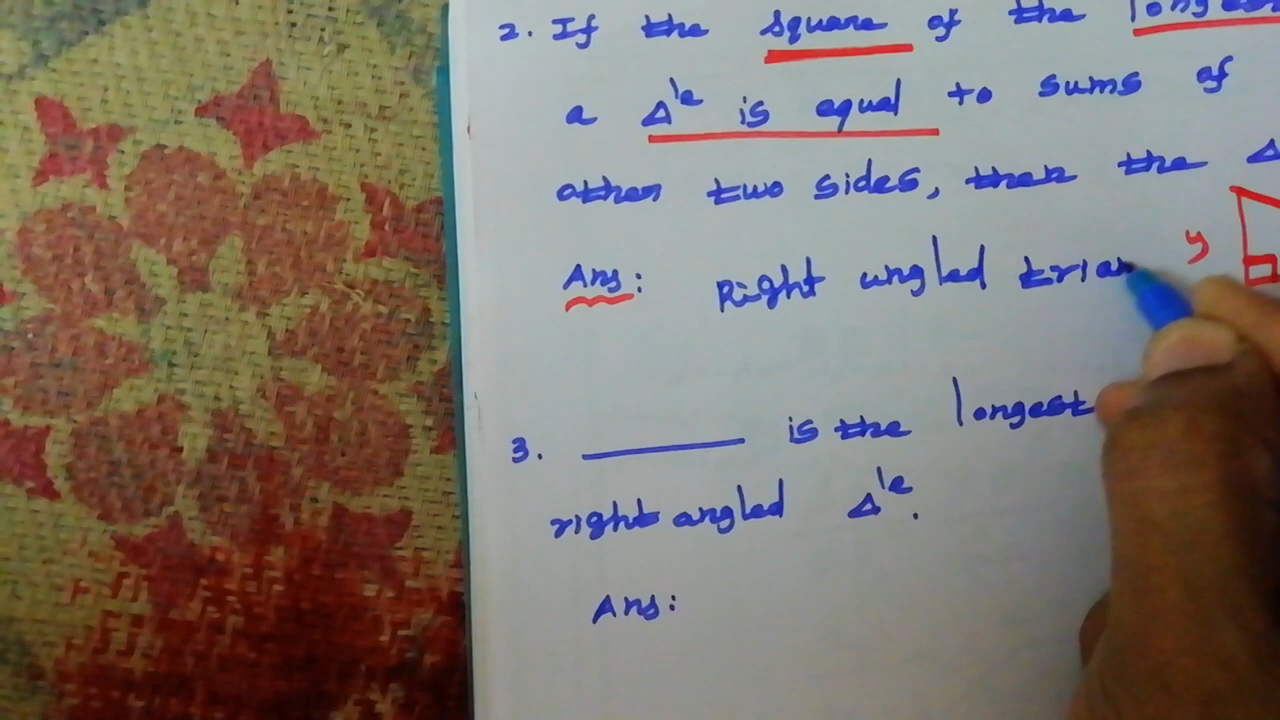 2. If the square of the longes
a Δ'le is equal to sums of
other two sides, then the Δ
Ans: Right angled trian
y
3. ______ is the longest
right angled Δ'le.
Ans: